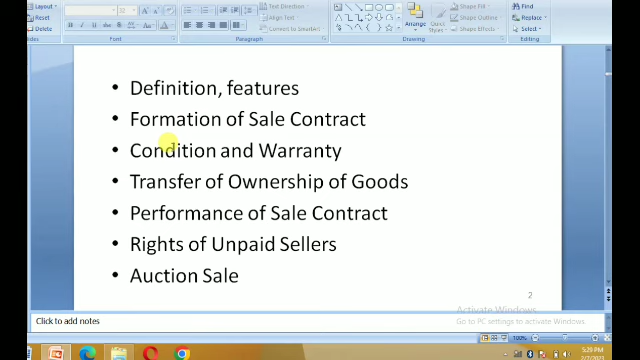 Layout
Reset
Delete
Font
Paragraph
Text Direction
Align Text
Convert to SmartArt
Arrange
Quick
Styles
Shape Fill
Shape Outline
Shape Effects
Drawing
Find
Replace
Select
Editing
• Definition, features
• Formation of Sale Contract
• Condition and Warranty
• Transfer of Ownership of Goods
• Performance of Sale Contract
• Rights of Unpaid Sellers
• Auction Sale
2
Activate Windows
Go to PC settings to activate Windows.
Click to add notes
100%
5:29 PM